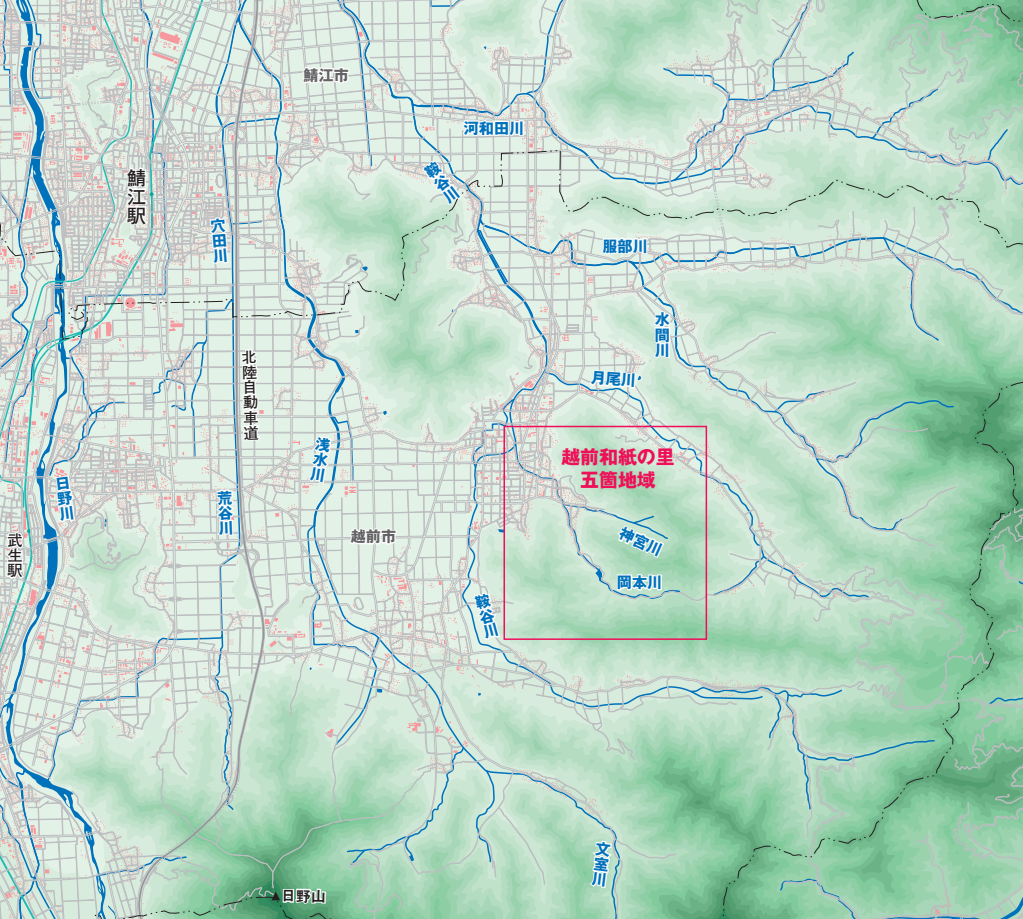 鯖江市
河和田川
鞍谷川
鯖江駅
穴田川
服部川
水間川
北陸自動車道
月尾川
浅水川
越前和紙の里
五箇地域
日野川
荒谷川
武生駅
越前市
神宮川
岡本川
鞍谷川
文室川
▲日野山